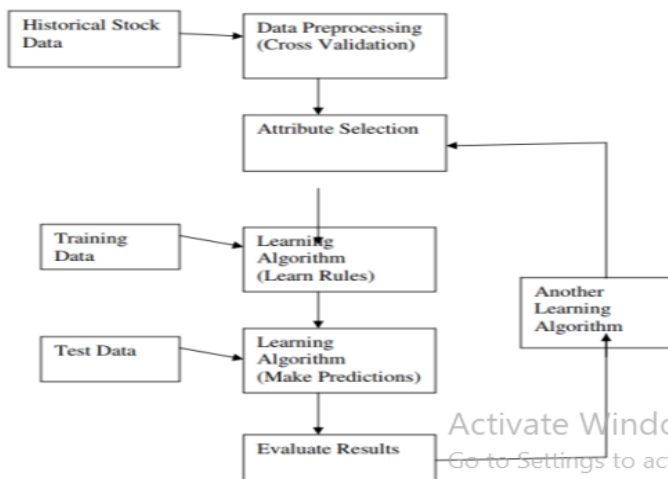 Historical Stock
Data
Data Preprocessing
(Cross Validation)
Attribute Selection
Training
Data
Learning
Algorithm
(Learn Rules)
Another
Learning
Algorithm
Test Data
Learning
Algorithm
(Make Predictions)
Evaluate Results
Activate Windo
Go to Settings to ac